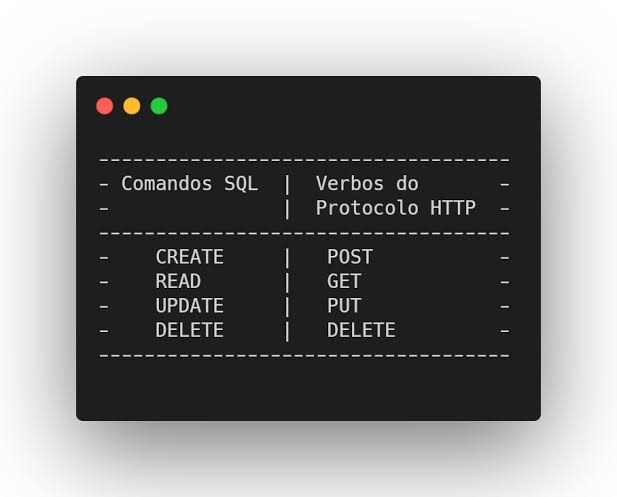 -------------------------------------
- Comandos SQL | Verbos do -
- | Protocolo HTTP -
-------------------------------------
- CREATE | POST -
- READ | GET -
- UPDATE | PUT -
- DELETE | DELETE -
-------------------------------------